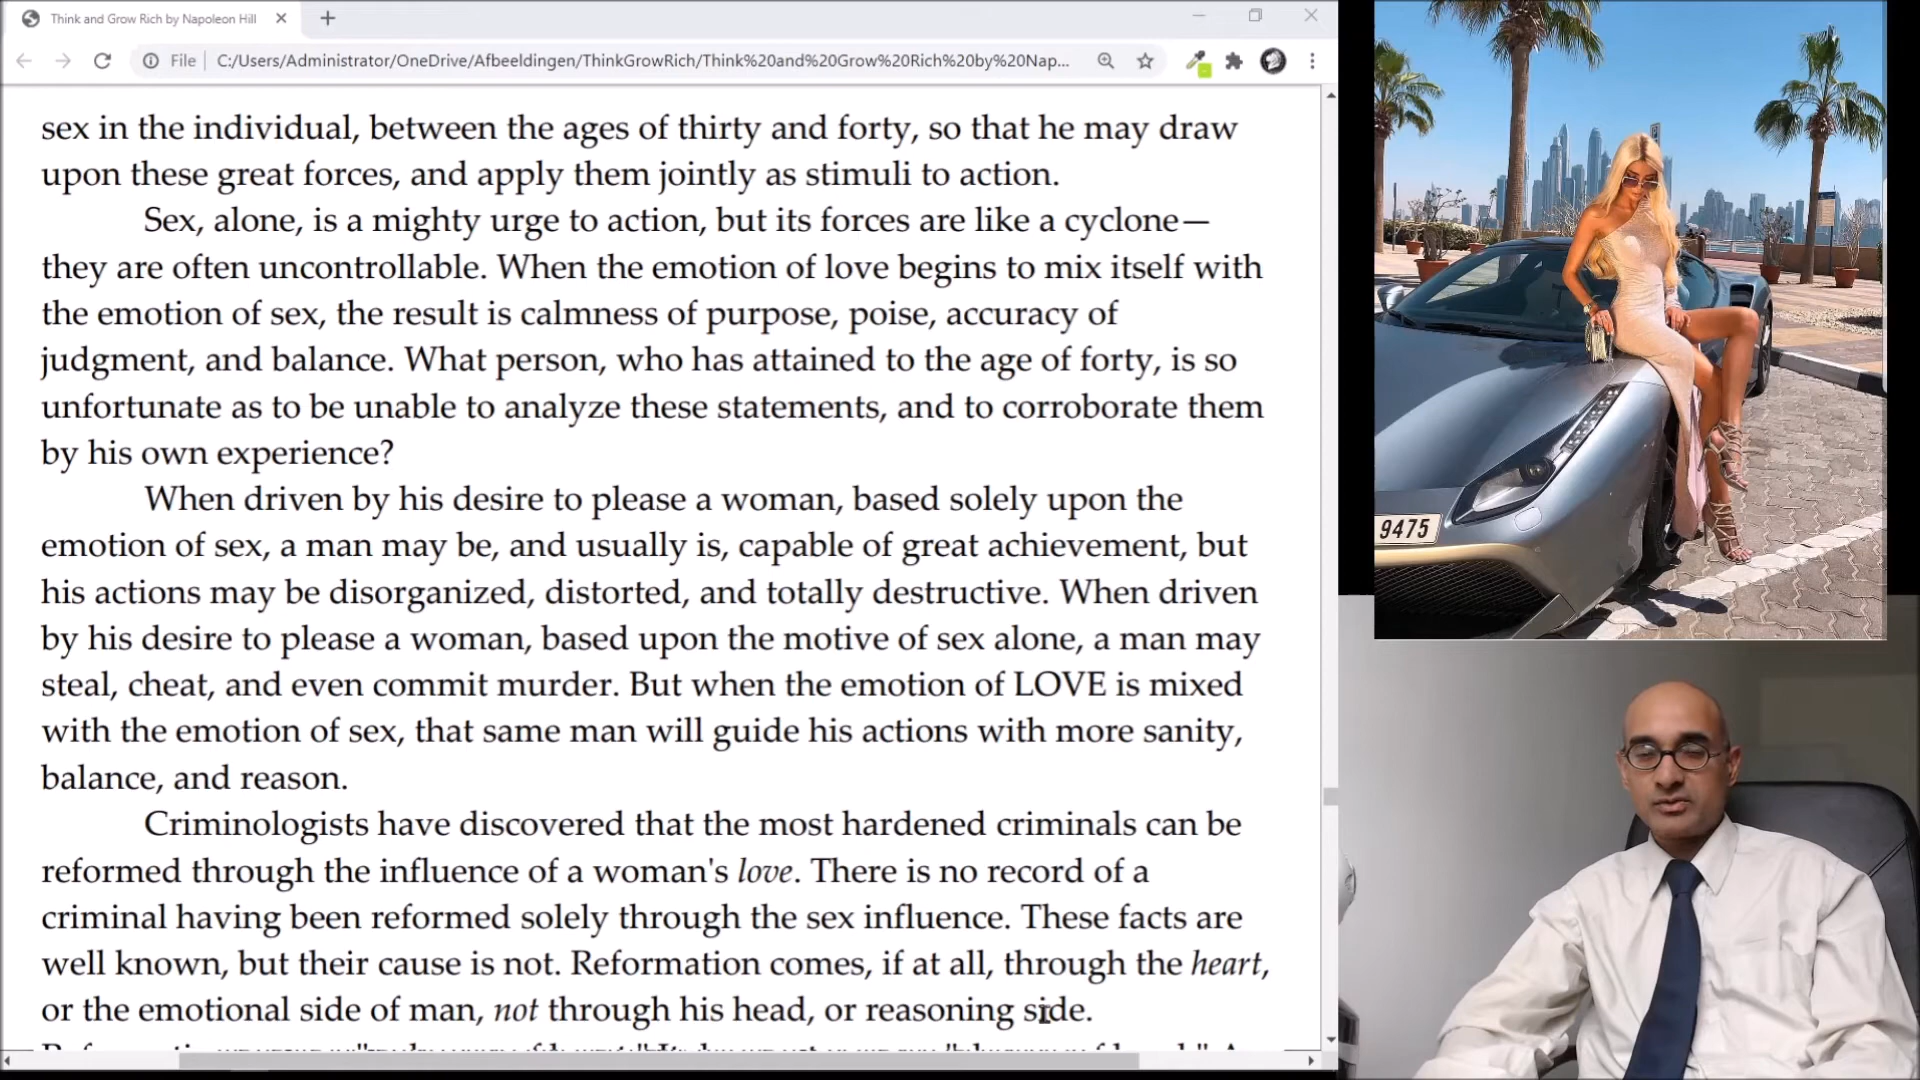 Think and Grow Rich by Napoleon Hill
File
C:/Users/Administrator/OneDrive/Afbeeldingen/ThinkGrowRich/Think%20and%20Grow%20Rich%20by%20Nap...
sex in the individual, between the ages of thirty and forty, so that he may draw
upon these great forces, and apply them jointly as stimuli to action.
Sex, alone, is a mighty urge to action, but its forces are like a cyclone—
they are often uncontrollable. When the emotion of love begins to mix itself with
the emotion of sex, the result is calmness of purpose, poise, accuracy of
judgment, and balance. What person, who has attained to the age of forty, is so
unfortunate as to be unable to analyze these statements, and to corroborate them
by his own experience?
When driven by his desire to please a woman, based solely upon the
emotion of sex, a man may be, and usually is, capable of great achievement, but
his actions may be disorganized, distorted, and totally destructive. When driven
by his desire to please a woman, based upon the motive of sex alone, a man may
steal, cheat, and even commit murder. But when the emotion of LOVE is mixed
with the emotion of sex, that same man will guide his actions with more sanity,
balance, and reason.
Criminologists have discovered that the most hardened criminals can be
reformed through the influence of a woman's love. There is no record of a
criminal having been reformed solely through the sex influence. These facts are
well known, but their cause is not. Reformation comes, if at all, through the heart,
or the emotional side of man, not through his head, or reasoning side.
9475